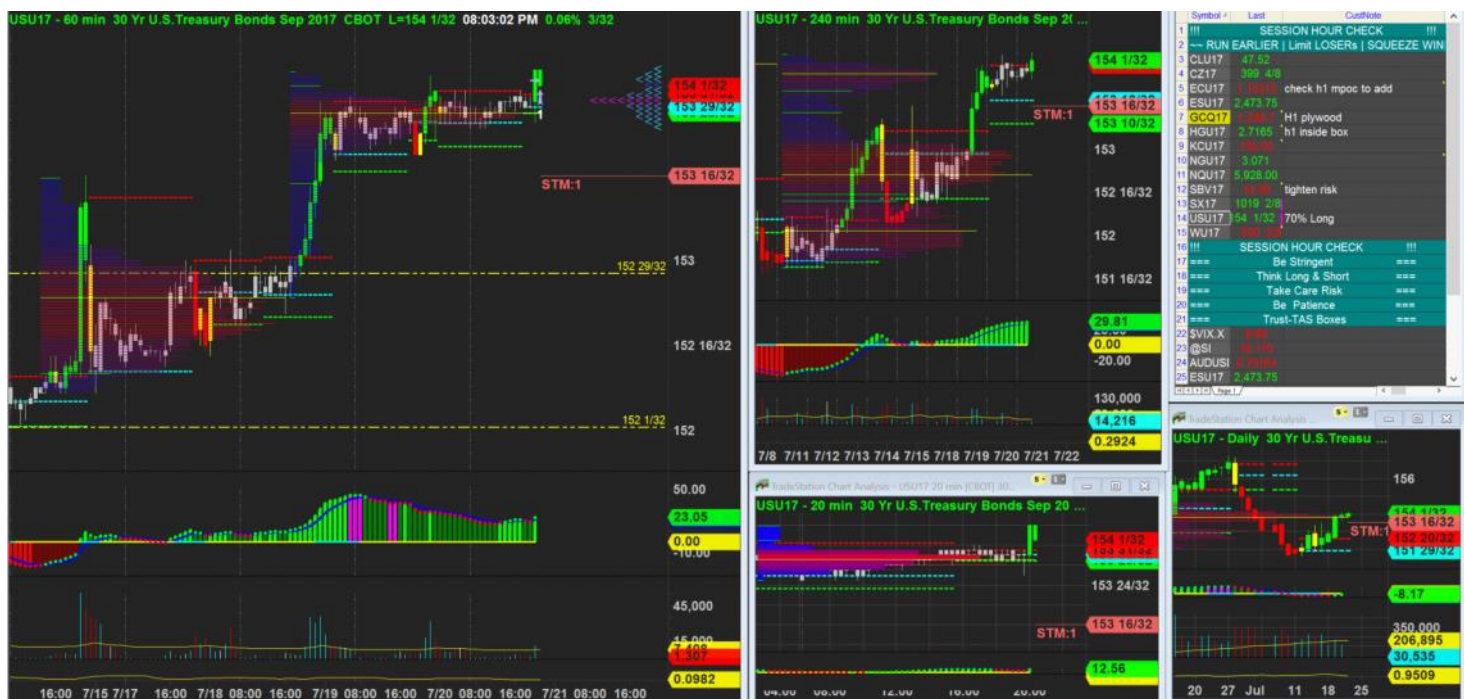 USU17 - 60 min 30 Yr U.S.Treasury Bonds Sep 2017 CBOT L=154 1/32 08:03:02 PM 0.06% 3/32
154 1/32
153 29/32
153 16/32
STM:1
153
152 29/32
152 16/32
152 1/32
152
50.00
23.05
0.00
-10.00
45,000
1,307
0.0982
16:00 7/15 7/17 16:00 7/18 08:00 16:00 7/19 08:00 16:00 7/20 08:00 16:00 7/21 08:00 16:00
USU17 - 240 min 30 Yr U.S.Treasury Bonds Sep 2( ...
154 1/32
153 16/32
STM:1
153 10/32
153
152 16/32
152
151 16/32
29.81
0.00
-20.00
130,000
14,216
0.2924
7/8 7/11 7/12 7/13 7/14 7/15 7/18 7/19 7/20 7/21 7/22
TradeStation Chart Analysis - USU17 20 min [CBOT] 30...
USU17 - 20 min 30 Yr U.S.Treasury Bonds Sep 20 ...
154 1/32
153 24/32
153 16/32
STM:1
12.56
04:00 08:00 12:00 16:00 20:00
Symbol Last CustNote
1 !!! SESSION HOUR CHECK !!!
2 ~~ RUN EARLIER | Limit LOSERs | SQUEEZE WIN
3 CLU17 47.52
4 CZ17 399 4/8
5 ECU17 check h1 mpoc to add
6 ESU17 2,473.75
7 GCQ17 H1 plywood
8 HGU17 2.7165 h1 inside box
9 KCU17
10 NGU17 3.071
11 NQU17 5,928.00
12 SBV17 tighten risk
13 SX17 1019 2/8
14 USU17 154 1/32 70% Long
15 WU17
16 !!! SESSION HOUR CHECK !!!
17 === Be Stringent ===
18 === Think Long & Short ===
19 === Take Care Risk ===
20 === Be Patience ===
21 === Trust-TAS Boxes ===
22 $VIX.X
23 @SI
24 AUDUSI
25 ESU17 2,473.75
Page 1
TradeStation Chart Analysis ...
USU17 - Daily 30 Yr U.S.Treasu ...
156
154 1/32
153 16/32
STM:1
152 20/32
151 29/32
-8.17
350,000
206,895
30,535
0.9509
20 27 Jul 11 18 25